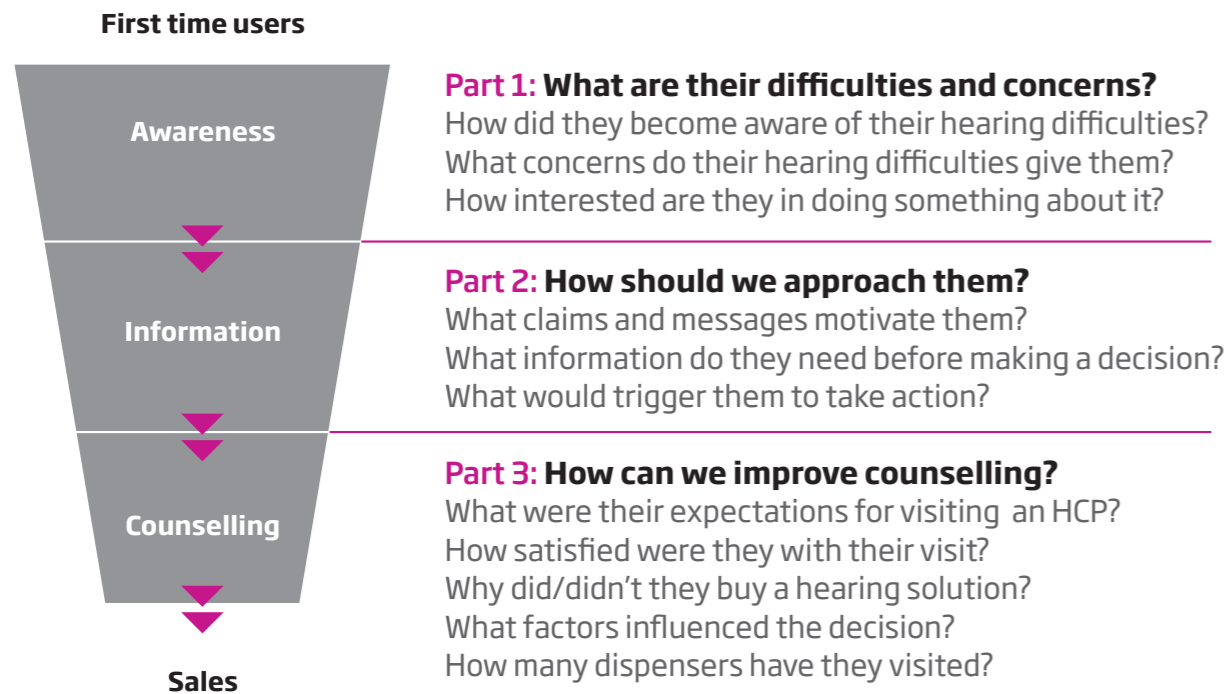 First time users
Awareness
Part 1: What are their difficulties and concerns?
How did they become aware of their hearing difficulties?
What concerns do their hearing difficulties give them?
How interested are they in doing something about it?
Information
Part 2: How should we approach them?
What claims and messages motivate them?
What information do they need before making a decision?
What would trigger them to take action?
Counselling
Part 3: How can we improve counselling?
What were their expectations for visiting  an HCP?
How satisfied were they with their visit?
Why did/didn't they buy a hearing solution?
What factors influenced the decision?
How many dispensers have they visited?
Sales